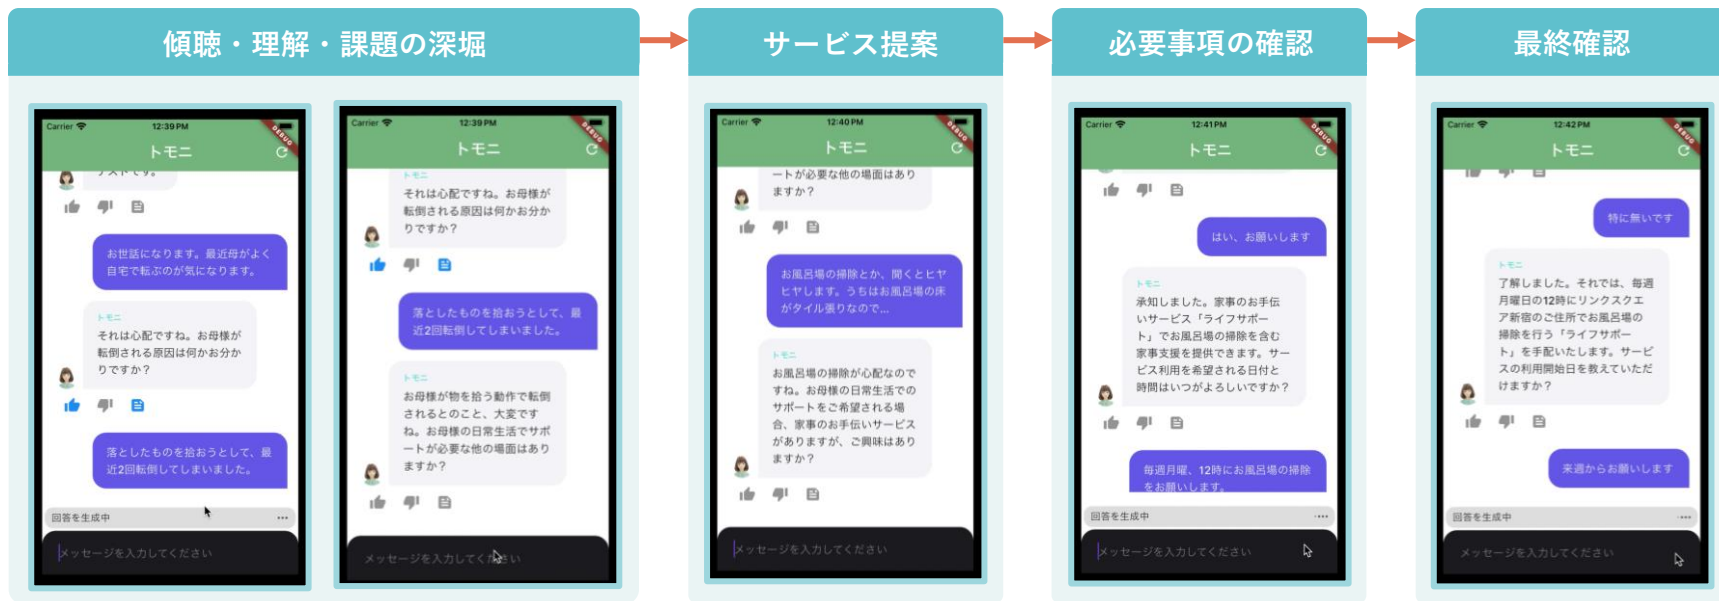 傾聴・理解・課題の深堀
サービス提案
必要事項の確認
最終確認
Carrier
12:39 PM
DEBUG
トモニ
テストです。
お世話になります。最近母がよく
自宅で転ぶのが気になります。
トモニ
それは心配ですね。お母様が
転倒される原因は何かお分か
りですか？
落としたものを拾おうとして、最
近2回転倒してしまいました。
回答を生成中
メッセージを入力してください
Carrier
12:39 PM
DEBUG
トモニ
トモニ
それは心配ですね。お母様が
転倒される原因は何かお分か
りですか？
落としたものを拾おうとして、最
近2回転倒してしまいました。
トモニ
お母様が物を拾う動作で転倒
されるとのこと、大変です
ね。お母様の日常生活でサポ
ートが必要な他の場面はあり
ますか？
メッセージを入力してください
Carrier
12:40 PM
DEBUG
トモニ
ートが必要な他の場面はあり
ますか？
お風呂場の掃除とか、聞くとヒヤ
ヒヤします。うちはお風呂場の床
がタイル張りなので...
トモニ
お風呂場の掃除が心配なので
すね。お母様の日常生活での
サポートをご希望される場
合、家事のお手伝いサービス
がありますが、ご興味はあり
ますか？
メッセージを入力してください
Carrier
12:41 PM
DEBUG
トモニ
はい、お願いします
トモニ
承知しました。家事のお手伝
いサービス「ライフサポー
ト」でお風呂場の掃除を含む
家事支援を提供できます。サー
ビス利用を希望される日付と
時間はいつがよろしいですか？
毎週月曜、12時にお風呂場の掃除
をお願いします。
回答を生成中
メッセージを入力してください
Carrier
12:42 PM
DEBUG
トモニ
特に無いです
トモニ
了解しました。それでは、毎週
月曜日の12時にリンクスクエ
ア新宿のご住所でお風呂場の
掃除を行う「ライフサポー
ト」を手配いたします。サービ
スの利用開始日を教えていただ
けますか？
来週からお願いします
回答を生成中
メッセージを入力してください